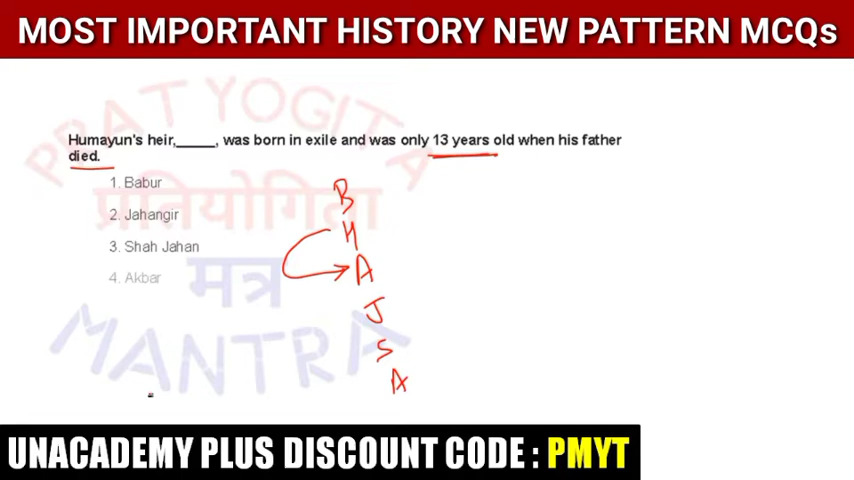 MOST IMPORTANT HISTORY NEW PATTERN MCQs
PRATYOGITA
Humayun's heir,_____, was born in exile and was only 13 years old when his father
died.
1. Babur
2. Jahangir
3. Shah Jahan
4. Akbar
प्रतियोगिता
मंत्र
MANTRA
B
H
A
J
S
A
UNACADEMY PLUS DISCOUNT CODE : PMYT